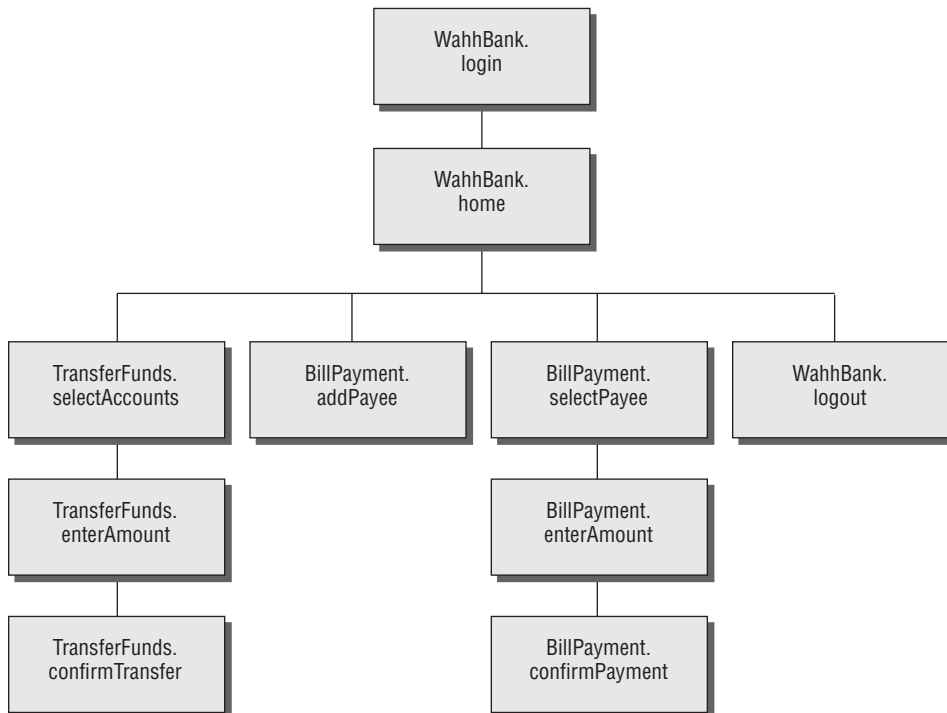 WahhBank.
login
WahhBank.
home
TransferFunds.
selectAccounts
BillPayment.
addPayee
BillPayment.
selectPayee
WahhBank.
logout
TransferFunds.
enterAmount
BillPayment.
enterAmount
TransferFunds.
confirmTransfer
BillPayment.
confirmPayment